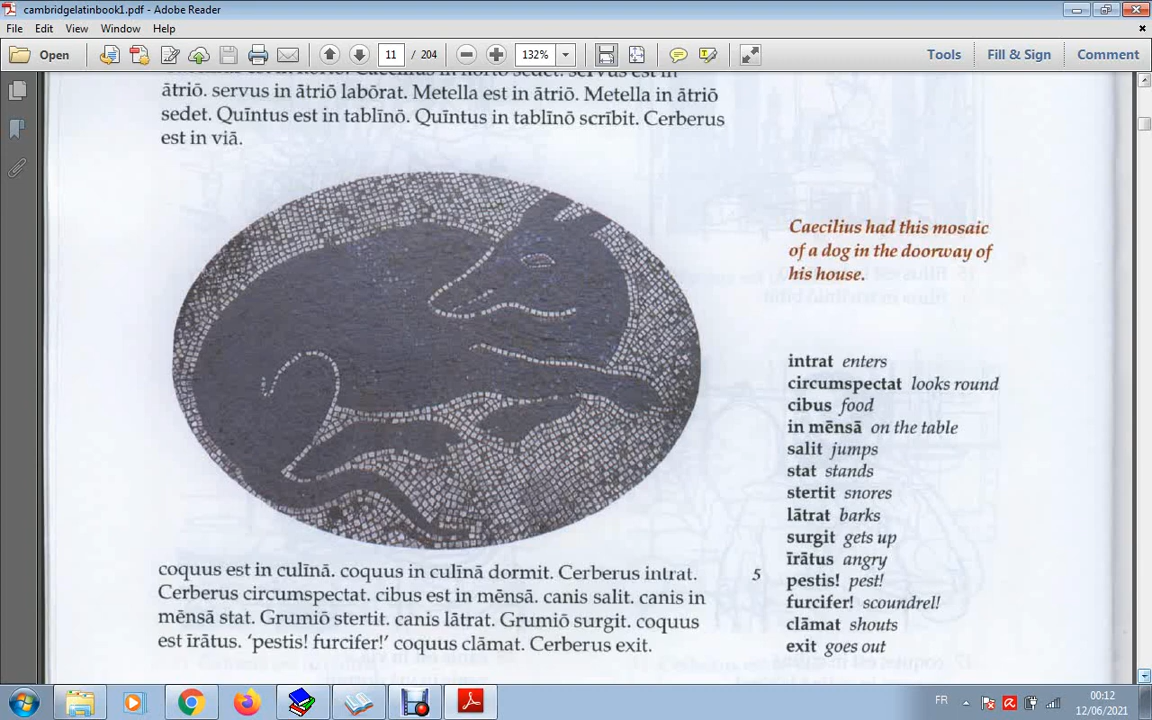 cambridgelatinbook1.pdf - Adobe Reader
File Edit View Window Help
Open 11 / 204 132% Tools Fill & Sign Comment
ātriō. servus in ātriō labōrat. Metella est in ātriō. Metella in ātriō
sedet. Quīntus est in tablīnō. Quīntus in tablīnō scrībit. Cerberus
est in viā.
Caecilius had this mosaic
of a dog in the doorway of
his house.
intrat enters
circumspectat looks round
cibus food
in mēnsā on the table
salit jumps
stat stands
stertit snores
lātrat barks
surgit gets up
īrātus angry
pestis! pest!
furcifer! scoundrel!
clāmat shouts
exit goes out
coquus est in culīnā. coquus in culīnā dormit. Cerberus intrat. 5
Cerberus circumspectat. cibus est in mēnsā. canis salit. canis in
mēnsā stat. Grumiō stertit. canis lātrat. Grumiō surgit. coquus
est īrātus. ‘pestis! furcifer!’ coquus clāmat. Cerberus exit.
FR 00:12
12/06/2021